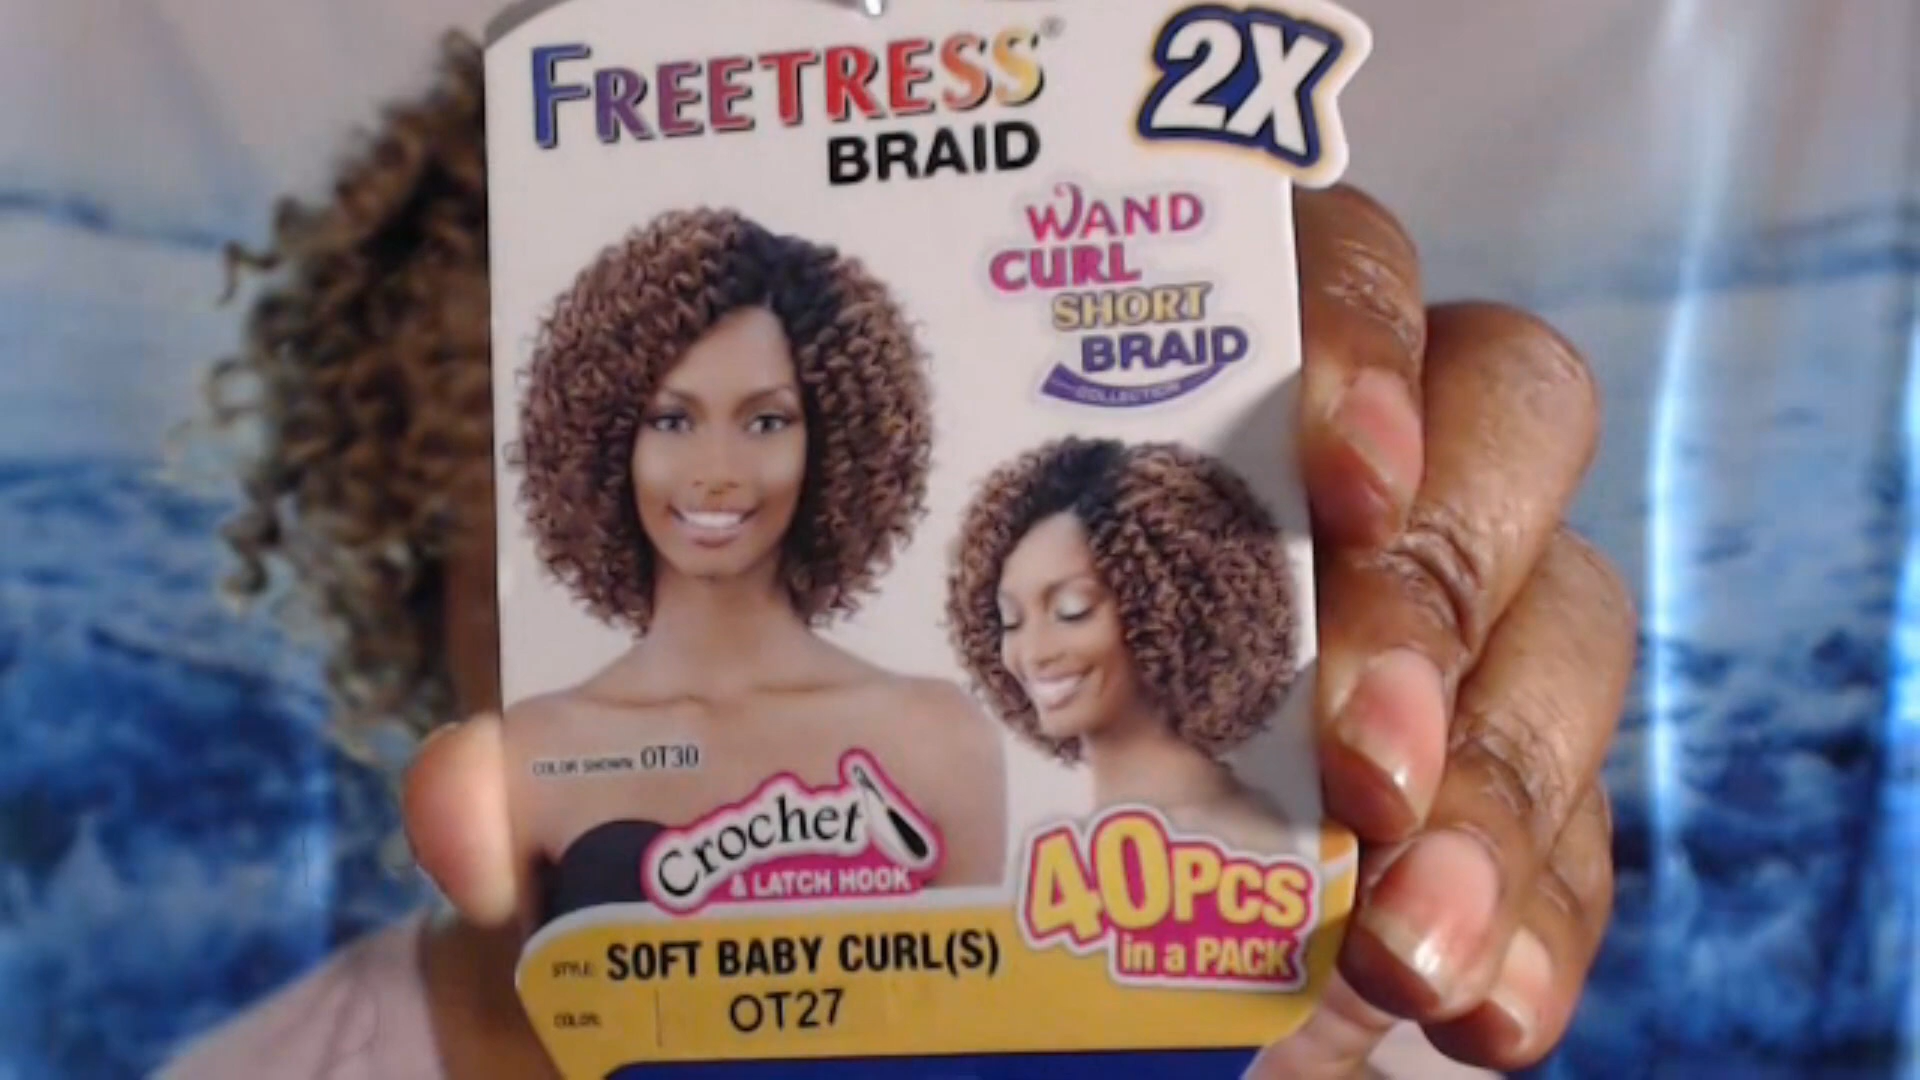 FREETRESS®
BRAID
2X
WAND
CURL
SHORT
BRAID
COLLECTION
COLOR SHOWN: OT30
Crochet
& LATCH HOOK
40PCS
in a PACK
STYLE: SOFT BABY CURL(S)
COLOR: OT27